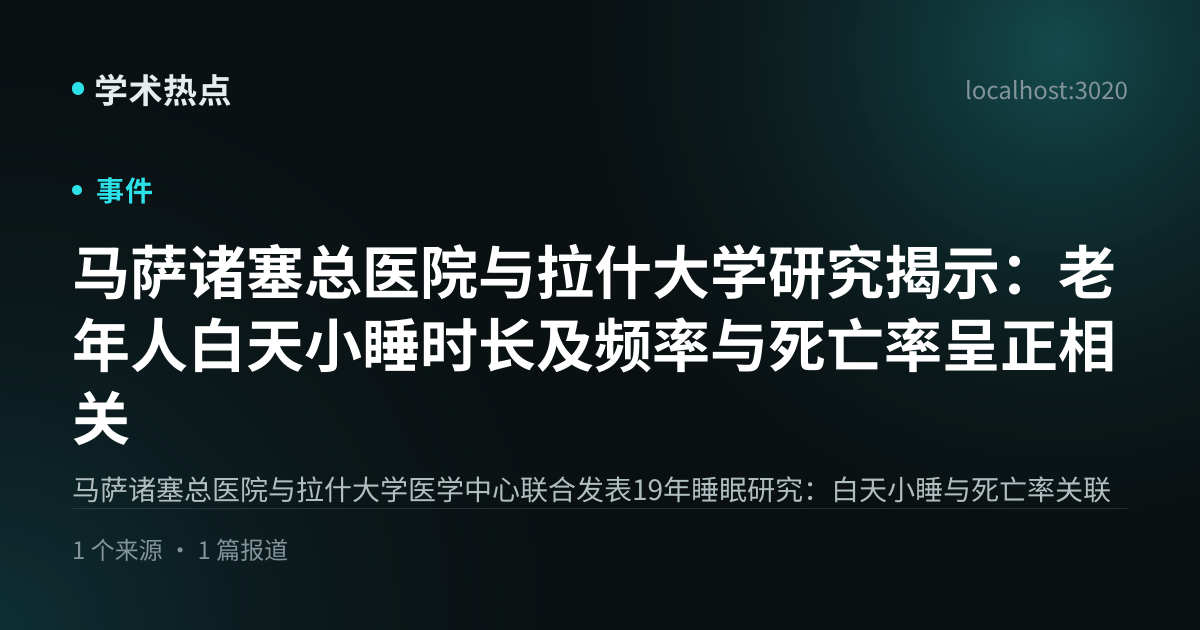 学术热点
localhost:3020
事件
马萨诸塞总医院与拉什大学研究揭示：老
年人白天小睡时长及频率与死亡率呈正相
关
马萨诸塞总医院与拉什大学医学中心联合发表19年睡眠研究：白天小睡与死亡率关联
1 个来源 · 1 篇报道